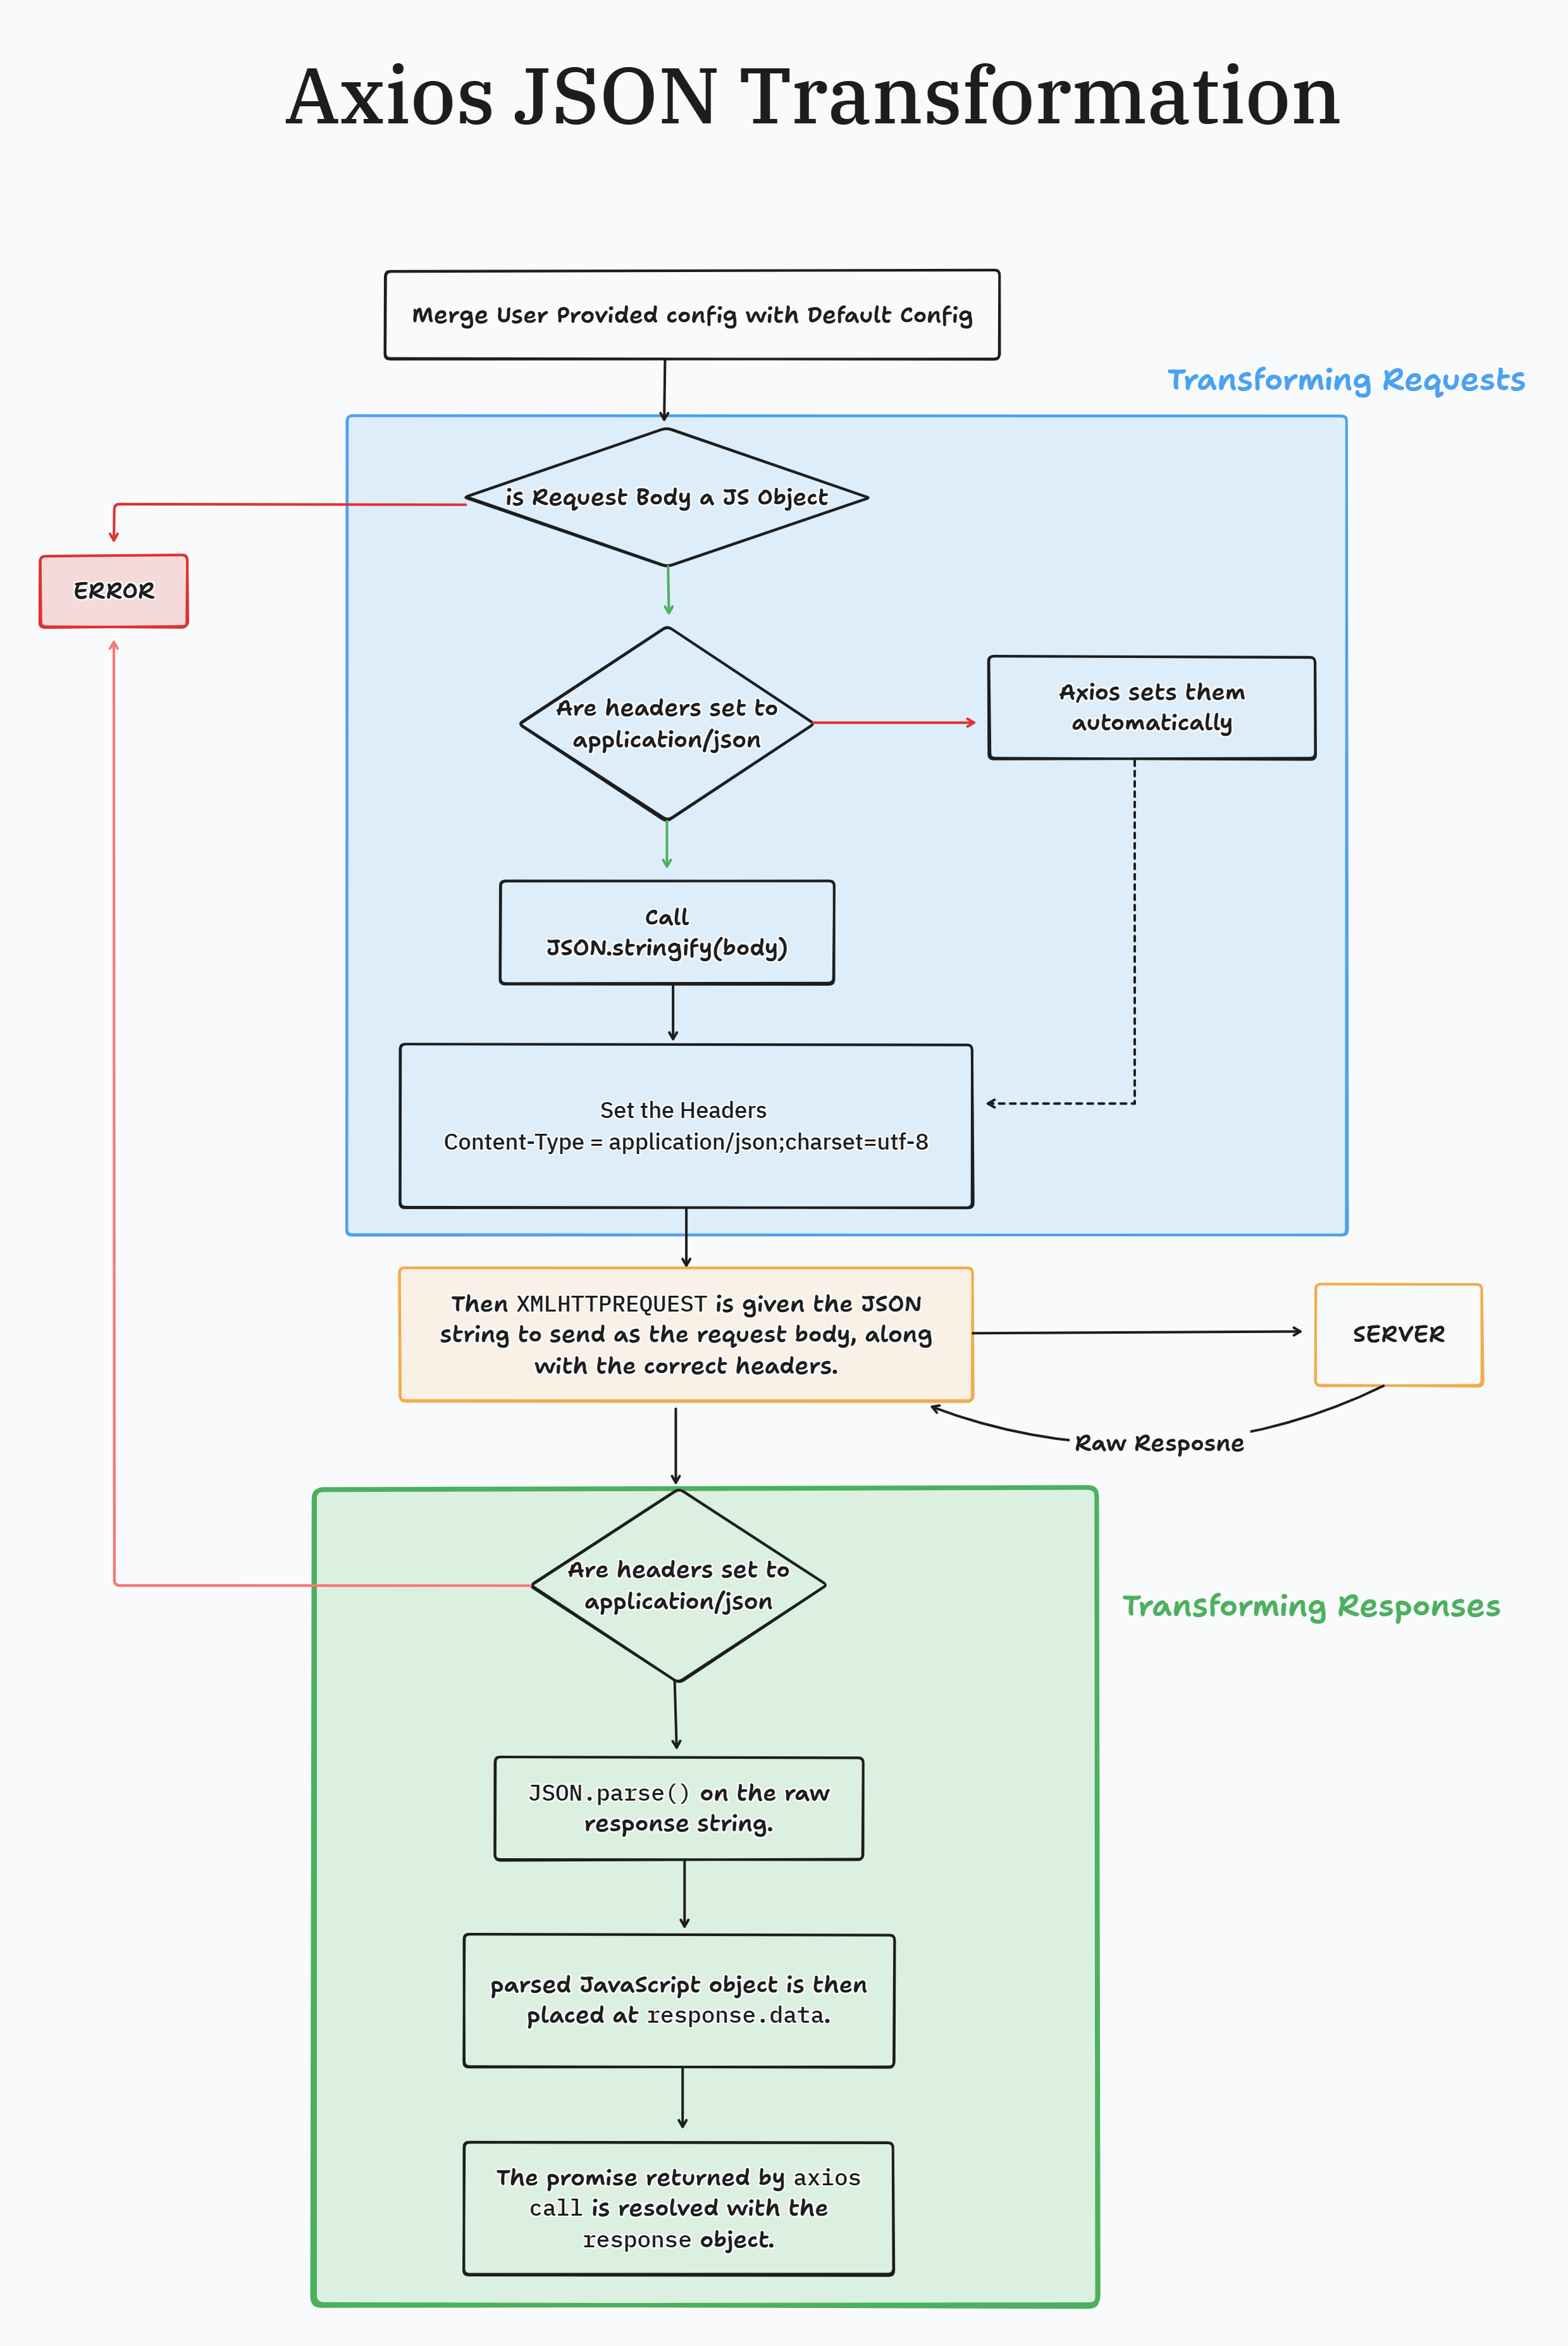 Axios JSON Transformation
Merge User Provided config with Default Config
Transforming Requests
is Request Body a JS Object
ERROR
Are headers set to
application/json
Axios sets them
automatically
Call
JSON.stringify(body)
Set the Headers
Content-Type = application/json;charset=utf-8
Then XMLHTTPREQUEST is given the JSON
string to send as the request body, along
with the correct headers.
SERVER
Raw Resposne
Are headers set to
application/json
Transforming Responses
JSON.parse() on the raw
response string.
parsed JavaScript object is then
placed at response.data.
The promise returned by axios
call is resolved with the
response object.